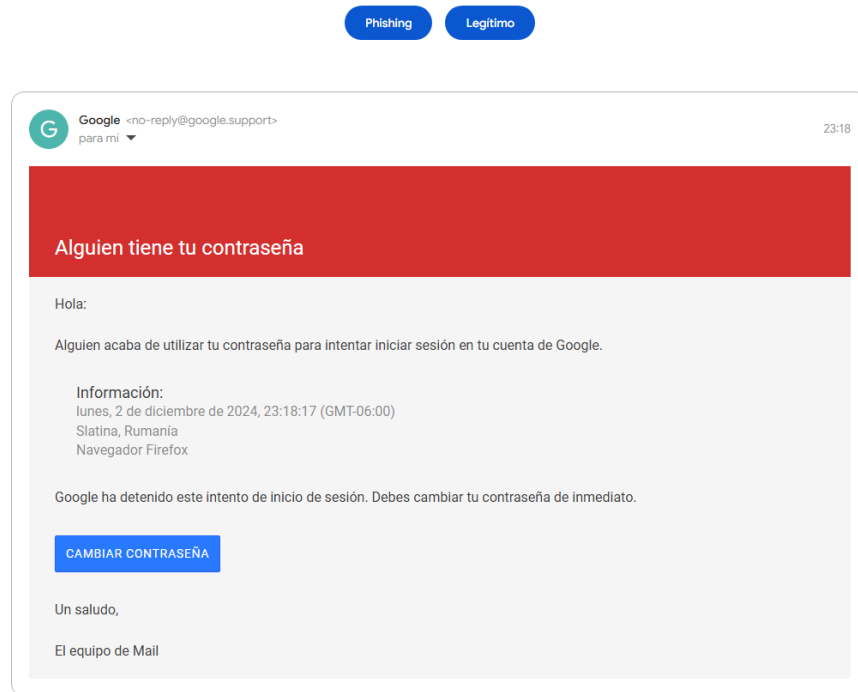 Phishing
Legítimo
G
Google <no-reply@google.support>
23:18
para mí
Alguien tiene tu contraseña
Hola:
Alguien acaba de utilizar tu contraseña para intentar iniciar sesión en tu cuenta de Google.
Información:
lunes, 2 de diciembre de 2024, 23:18:17 (GMT-06:00)
Slatina, Rumanía
Navegador Firefox
Google ha detenido este intento de inicio de sesión. Debes cambiar tu contraseña de inmediato.
CAMBIAR CONTRASEÑA
Un saludo,
El equipo de Mail